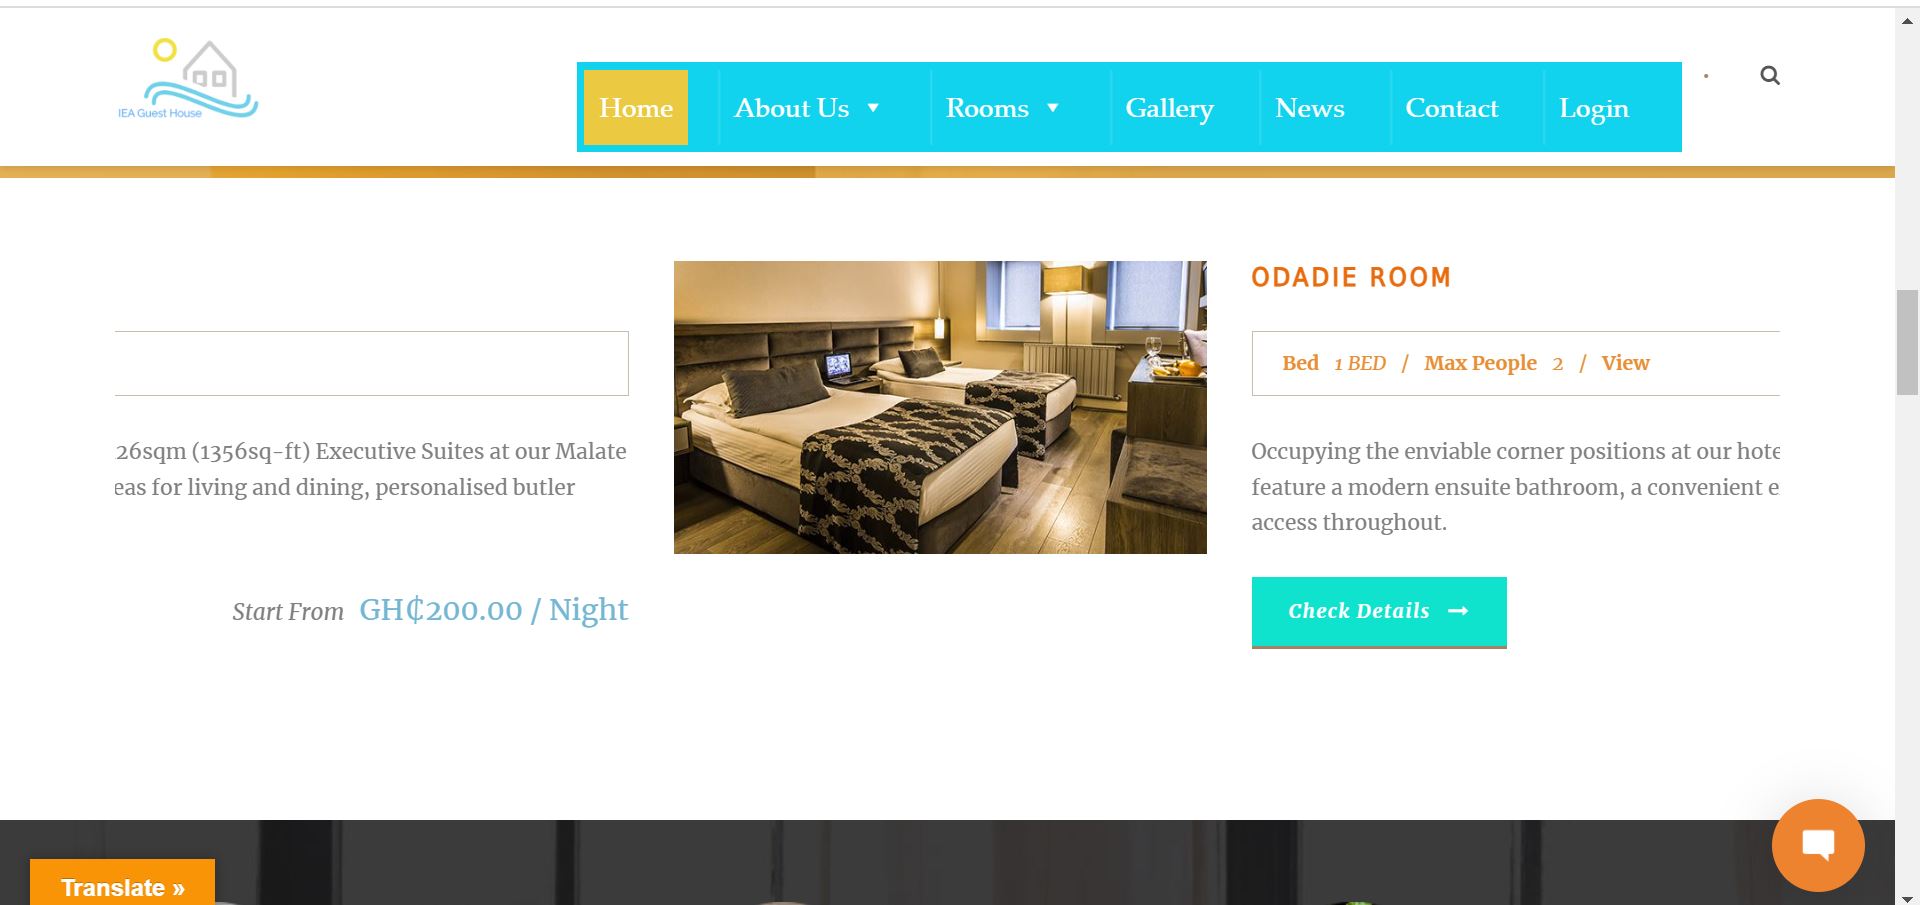 IEA Guest House
Home
About Us
Rooms
Gallery
News
Contact
Login
26sqm (1356sq-ft) Executive Suites at our Malate
eas for living and dining, personalised butler
Start From GH₵200.00 / Night
ODADIE ROOM
Bed 1 BED / Max People 2 / View
Occupying the enviable corner positions at our hote
feature a modern ensuite bathroom, a convenient e
access throughout.
Check Details →
Translate »